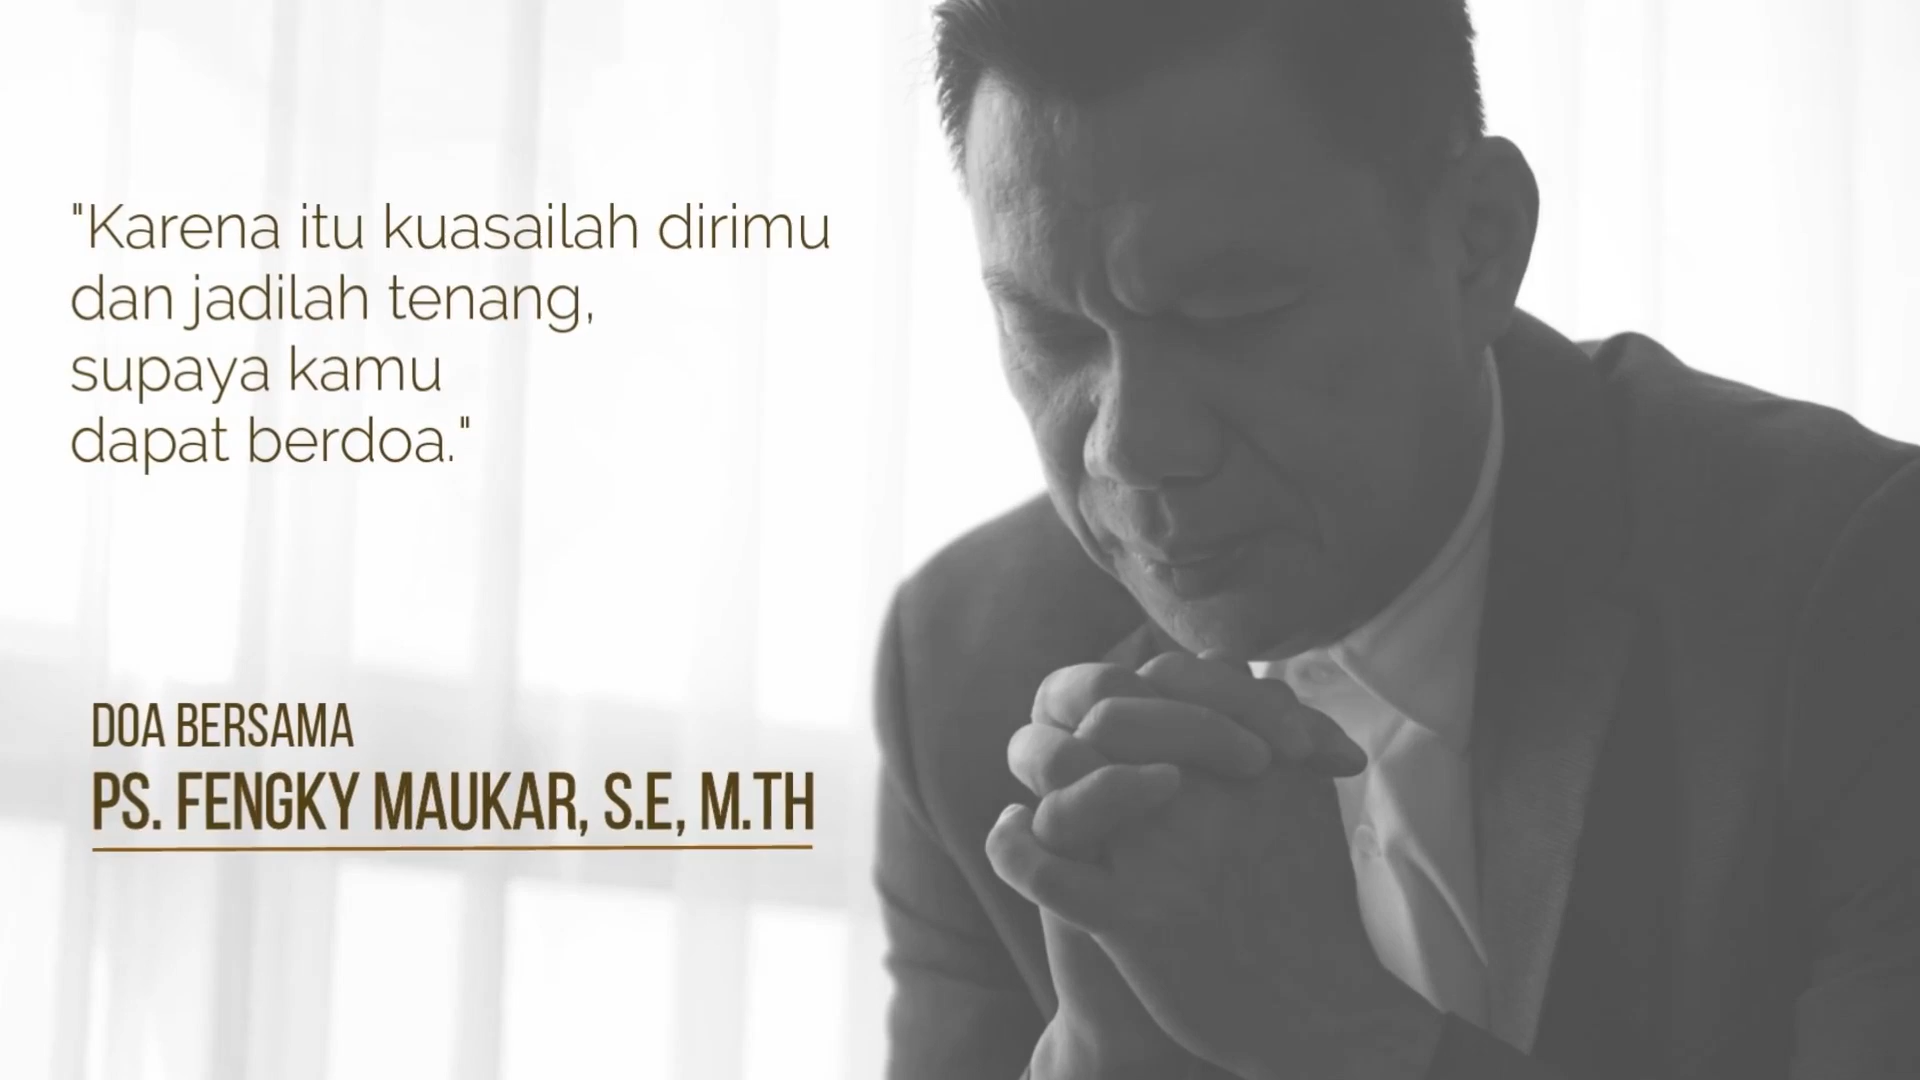 "Karena itu kuasailah dirimu
dan jadilah tenang,
supaya kamu
dapat berdoa."
DOA BERSAMA
PS. FENGKY MAUKAR, S.E, M.TH